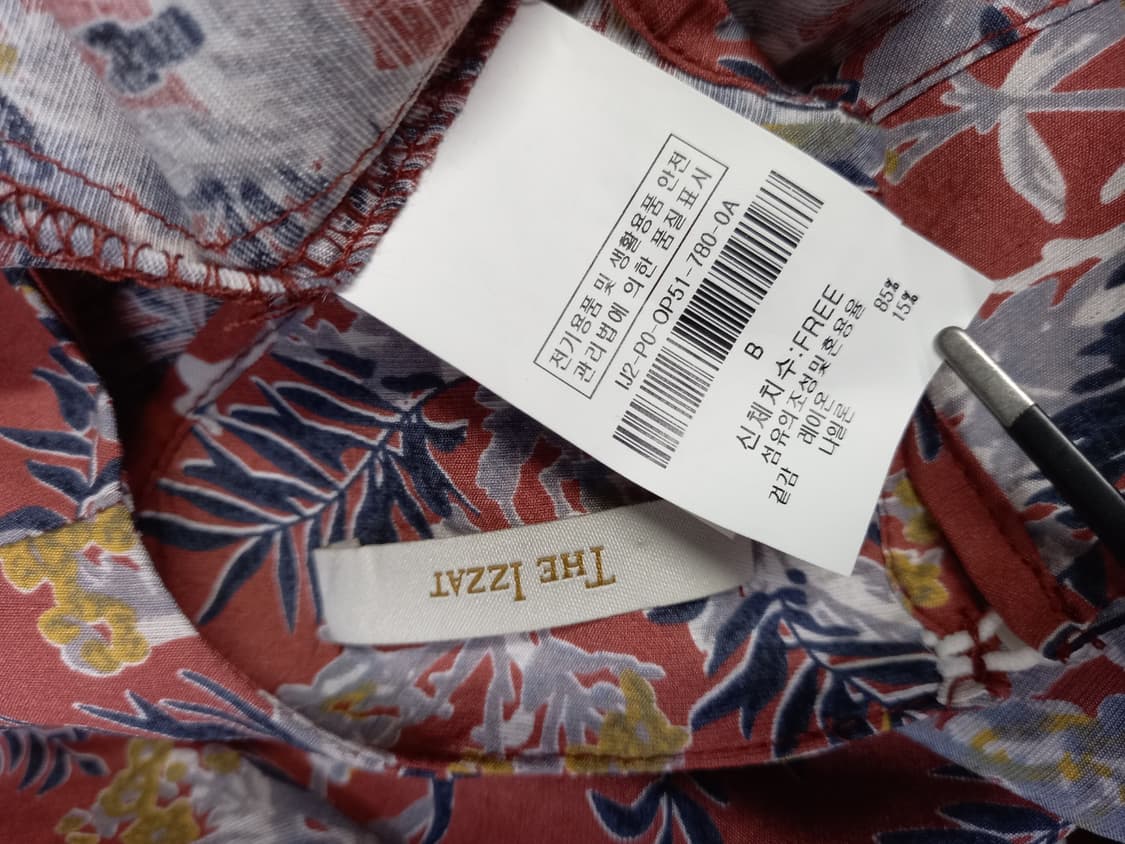 전기용품 및 생활용품 안전
관리법에 의한 품질 표시
IJ2-P0-OP51-780-0A
B
신체치수:FREE
섬유의조성및혼용율
겉감 레이온 85%
나일론 15%
THE IZZAT